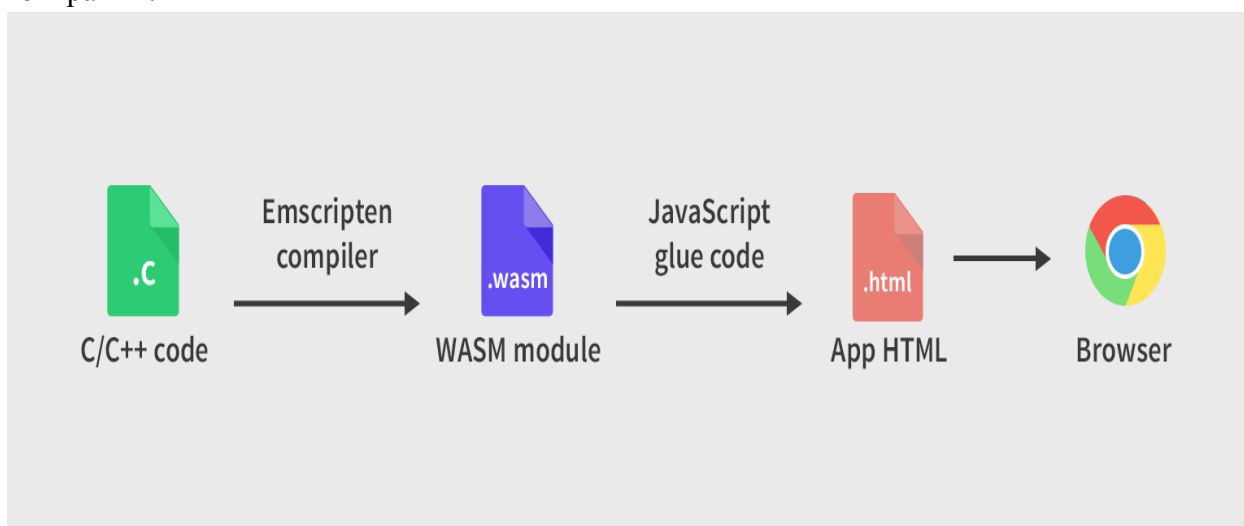 Emscripten
compiler
JavaScript
glue code
.c
.wasm
.html
C/C++ code
WASM module
App HTML
Browser